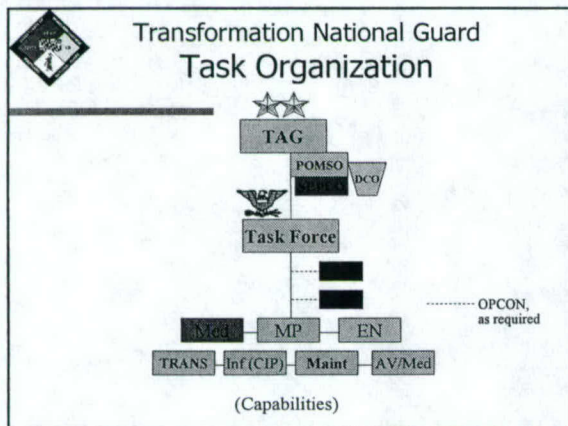 Transformation National Guard
Task Organization
TAG
POMSO
DCO
Task Force
OPCON,
as required
Med
MP
EN
TRANS
Inf (CIP)
Maint
AV/Med
(Capabilities)